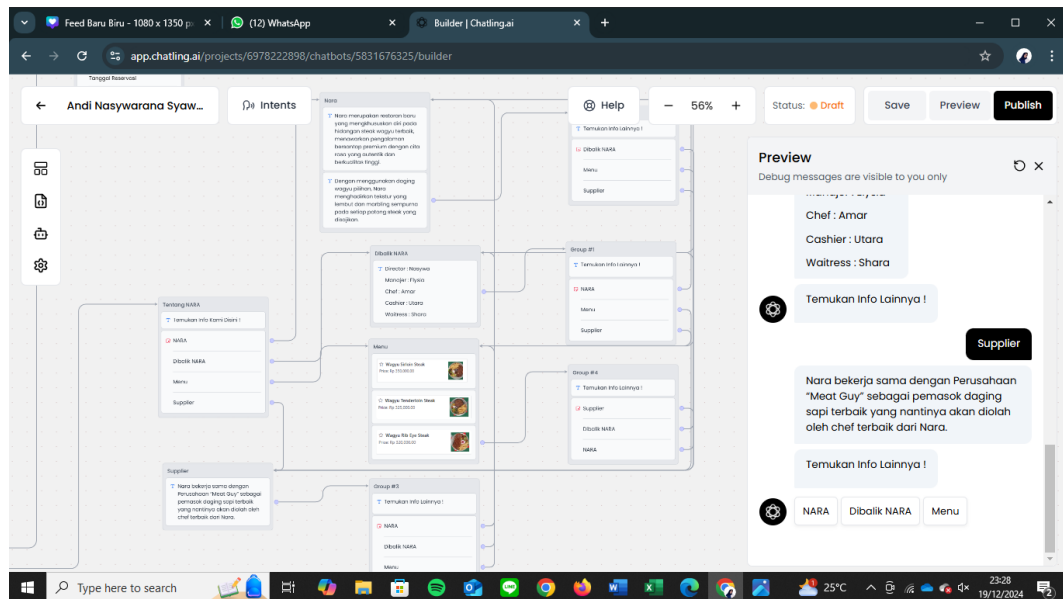 Feed Baru Biru - 1080 x 1350 p
(12) WhatsApp
Builder | Chatling.ai
app.chatling.ai/projects/6978222898/chatbots/5831676325/builder
Tanggal Reservasi
Andi Nasywarana Syaw...
Intents
Help
56%
Status: Draft
Save
Preview
Publish
Nara
Nara merupakan restoran baru
yang mengkhususkan diri pada
hidangan steak wagyu terbaik,
menawarkan pengalaman
bersantap premium dengan cita
rasa yang autentik dan
berkualitas tinggi.
Dengan menggunakan daging
wagyu pilihan, Nara
menghasilkan tekstur yang
lembut dan marbling sempurna
pada setiap potong steak yang
disajikan.
Temukan Info Lainnya !
Dibalik NARA
Menu
Supplier
Dibalik NARA
Director : Nasywa
Manajer : Flysia
Chef : Amar
Cashier : Utara
Waitress : Shara
Group #1
Temukan Info Lainnya !
NARA
Menu
Supplier
Tentang NARA
Temukan Info Kami Disini !
NARA
Dibalik NARA
Menu
Supplier
Menu
Wagyu Sirloin Steak
Wagyu Tenderloin Steak
Wagyu Rib Eye Steak
Group #4
Temukan Info Lainnya !
Supplier
Dibalik NARA
NARA
Supplier
Nara bekerja sama dengan
Perusahaan "Meat Guy" sebagai
pemasok daging sapi terbaik
yang nantinya akan diolah oleh
chef terbaik dari Nara.
Group #3
Temukan Info Lainnya !
NARA
Dibalik NARA
Menu
Preview
Debug messages are visible to you
only
Chef : Amar
Cashier : Utara
Waitress : Shara
Temukan Info Lainnya !
Supplier
Nara bekerja sama dengan Perusahaan
“Meat Guy” sebagai pemasok daging
sapi terbaik yang nantinya akan diolah
oleh chef terbaik dari Nara.
Temukan Info Lainnya !
NARA
Dibalik NARA
Menu
Type here to search
25°C
23:28
19/12/2024